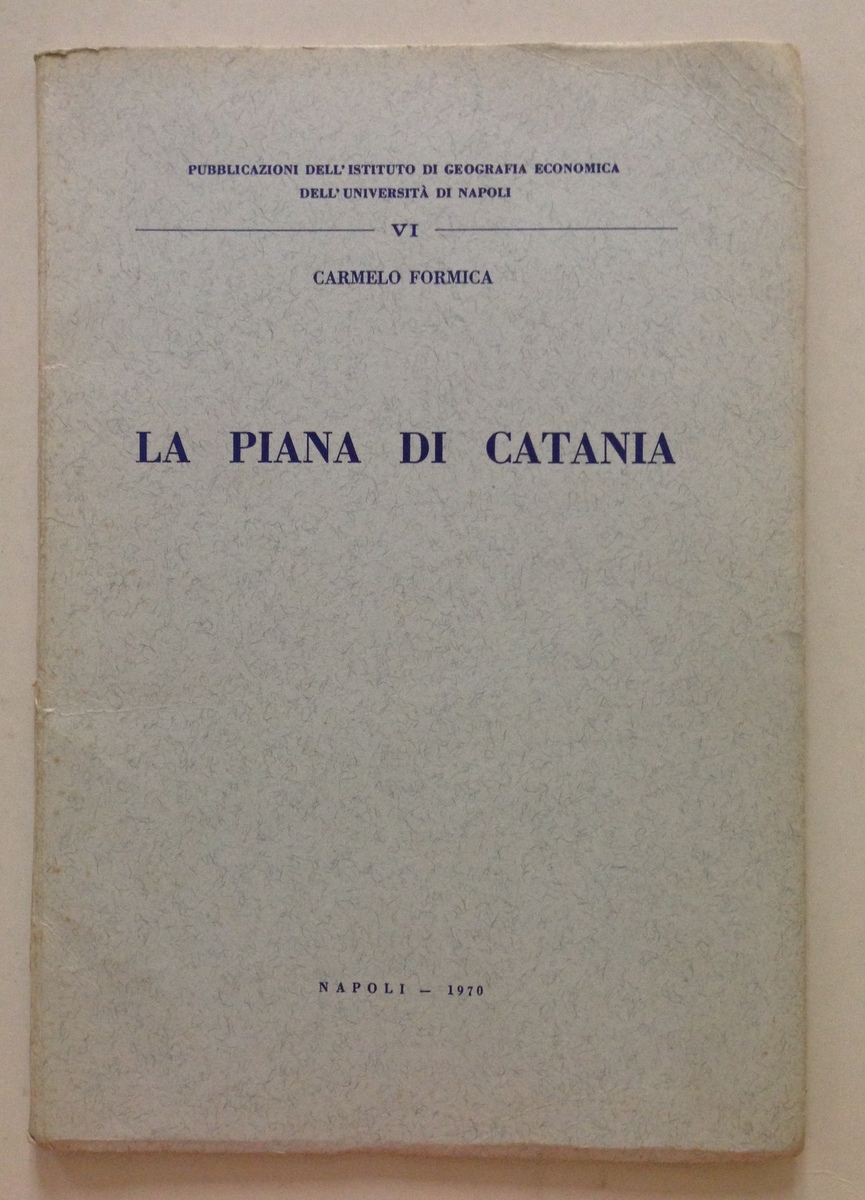 PUBBLICAZIONI DELL'ISTITUTO DI GEOGRAFIA ECONOMICA
DELL'UNIVERSITÀ DI NAPOLI
VI
CARMELO FORMICA
LA PIANA DI CATANIA
NAPOLI — 1970